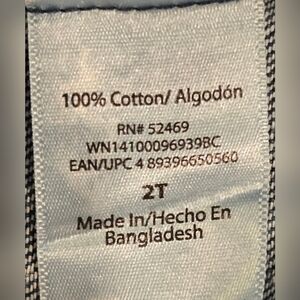 100% Cotton/ Algodón
RN# 52469
WN14100096939BC
EAN/UPC 4 89396650560
2T
Made In/Hecho En
Bangladesh